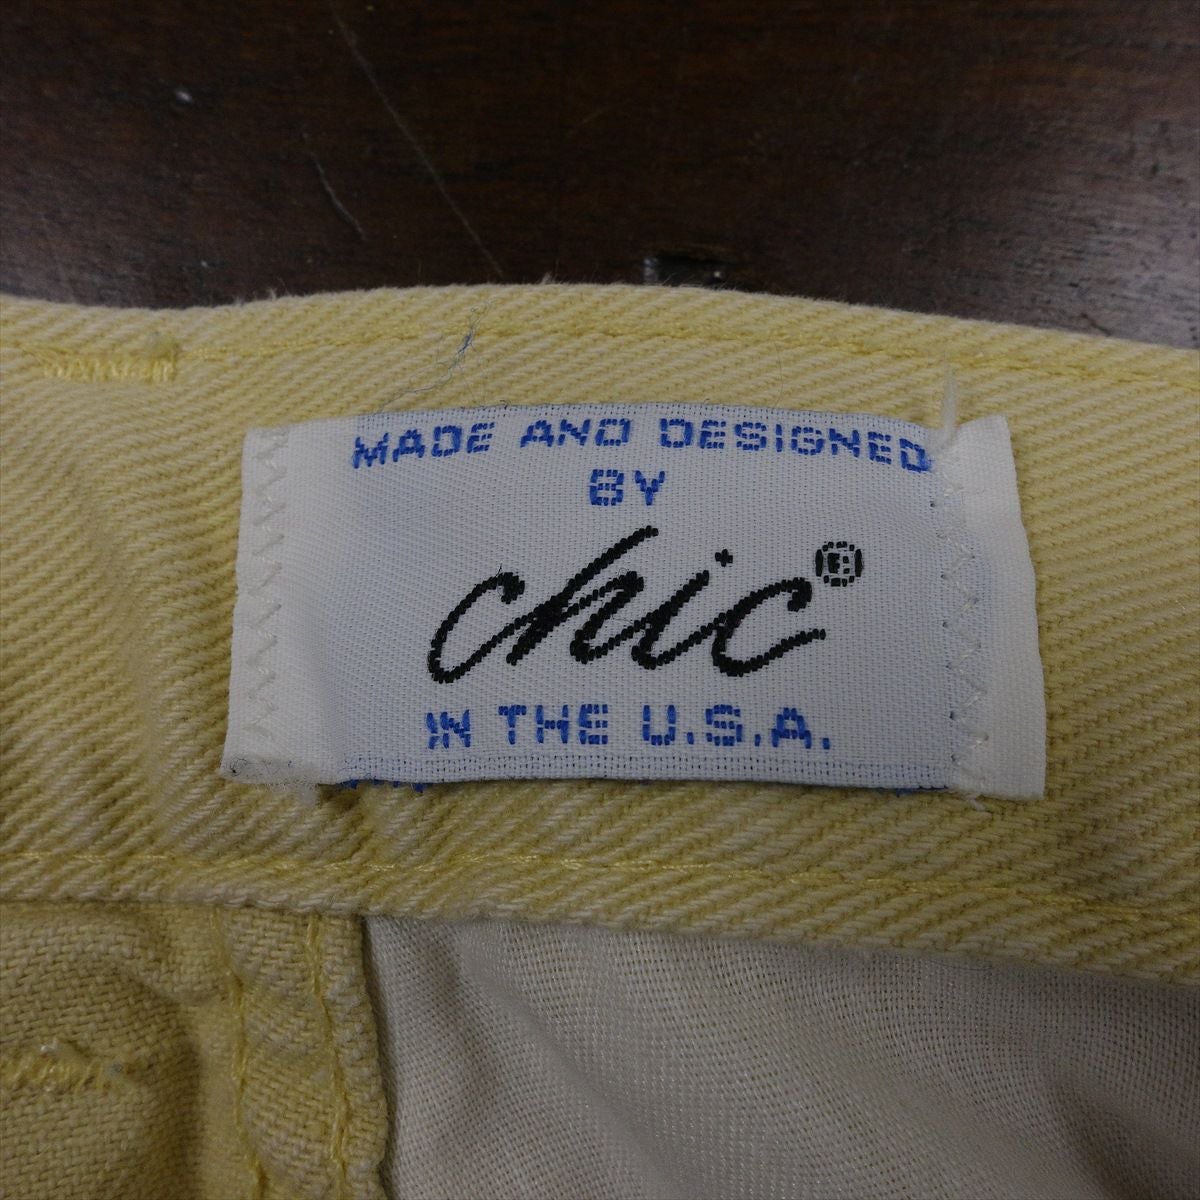 MADE AND DESIGNED
BY
chic®
IN THE U.S.A.